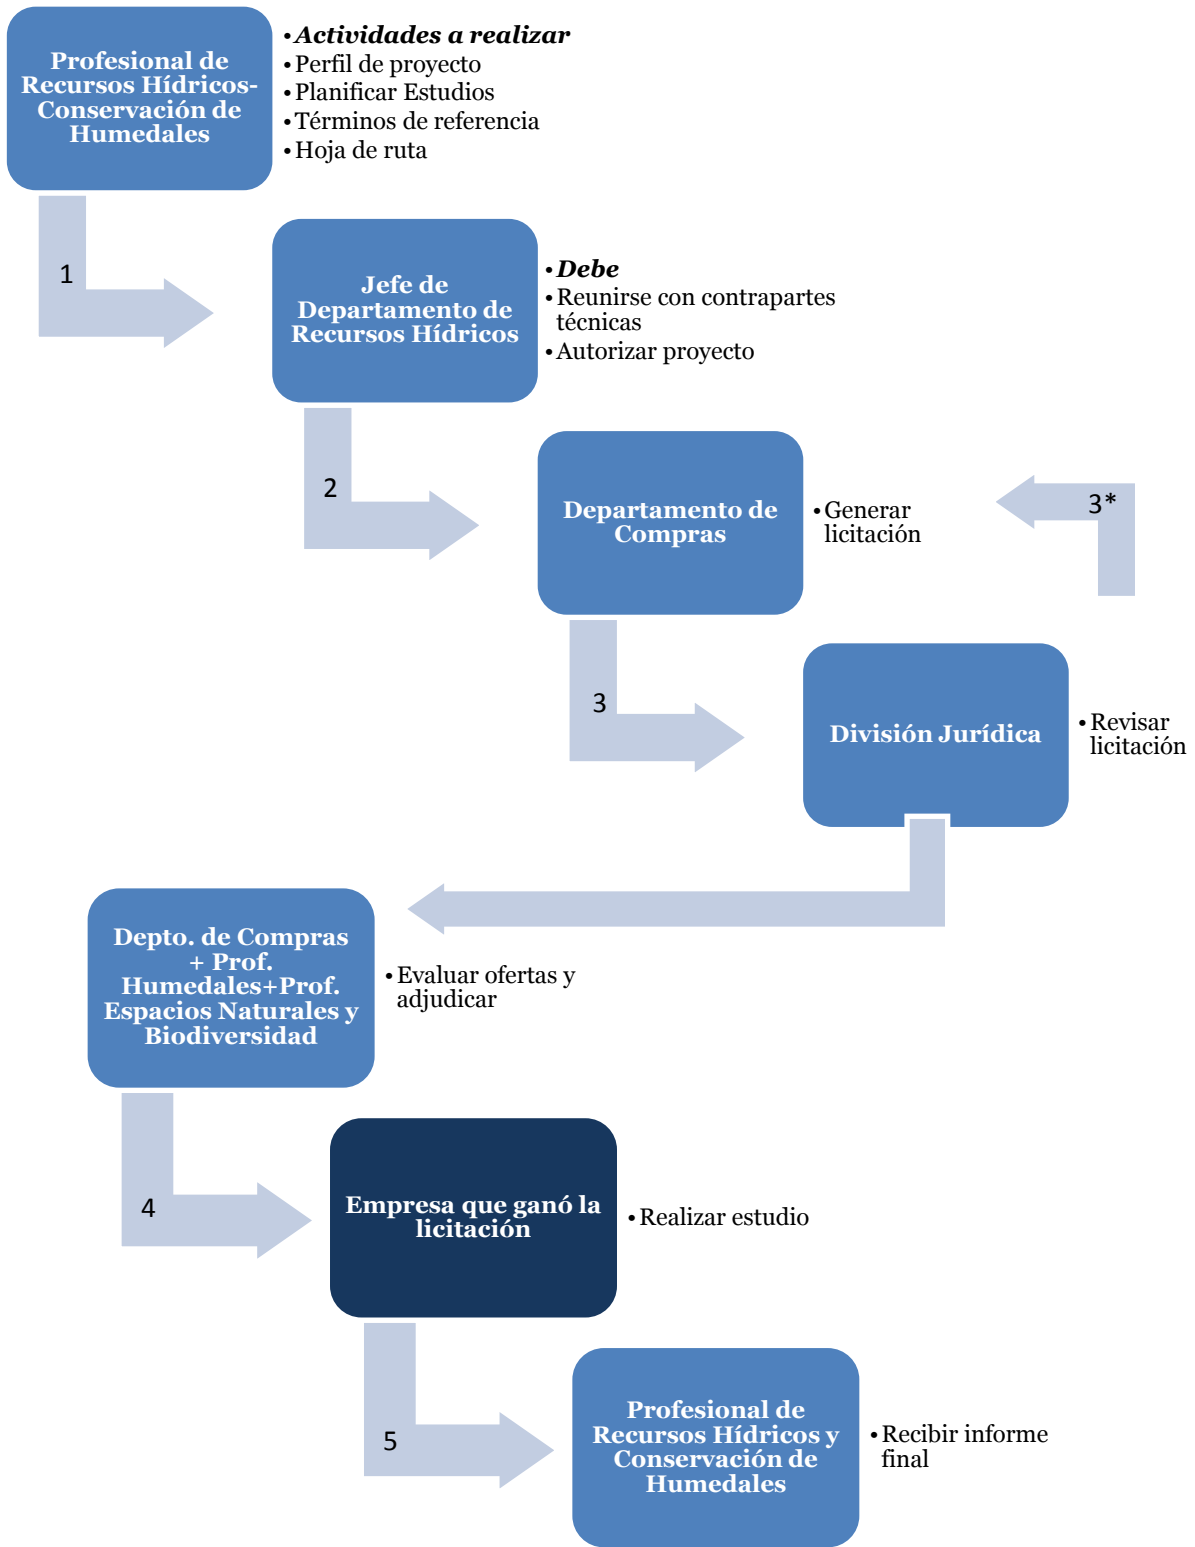 Profesional de
Recursos Hídricos-
Conservación de
Humedales
•Actividades a realizar
•Perfil de proyecto
•Planificar Estudios
•Términos de referencia
•Hoja de ruta
1
Jefe de
Departamento de
Recursos Hídricos
•Debe
•Reunirse con contrapartes
técnicas
•Autorizar proyecto
2
Departamento de
Compras
•Generar
licitación
3*
3
División Jurídica
•Revisar
licitación
Depto. de Compras
+ Prof.
Humedales+Prof.
Espacios Naturales y
Biodiversidad
•Evaluar ofertas y
adjudicar
4
Empresa que ganó la
licitación
•Realizar estudio
5
Profesional de
Recursos Hídricos y
Conservación de
Humedales
•Recibir informe
final